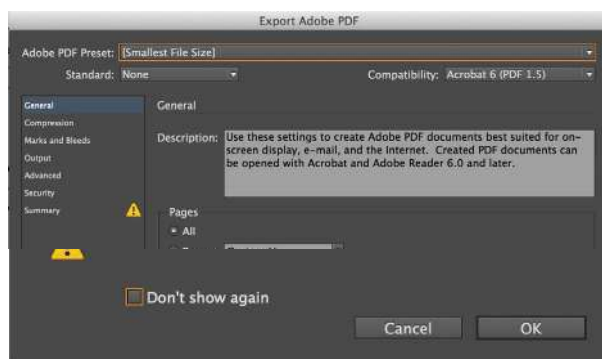 Export Adobe PDF
Adobe PDF Preset: [Smallest File Size]
Standard: None Compatibility: Acrobat 6 (PDF 1.5)
General General
Compression
Marks and Bleeds
Description: Use these settings to create Adobe PDF documents best suited for on-
screen display, e-mail, and the Internet. Created PDF documents can
be opened with Acrobat and Adobe Reader 6.0 and later.
Output
Advanced
Security
Summary
Pages
All
Don't show again
Cancel OK